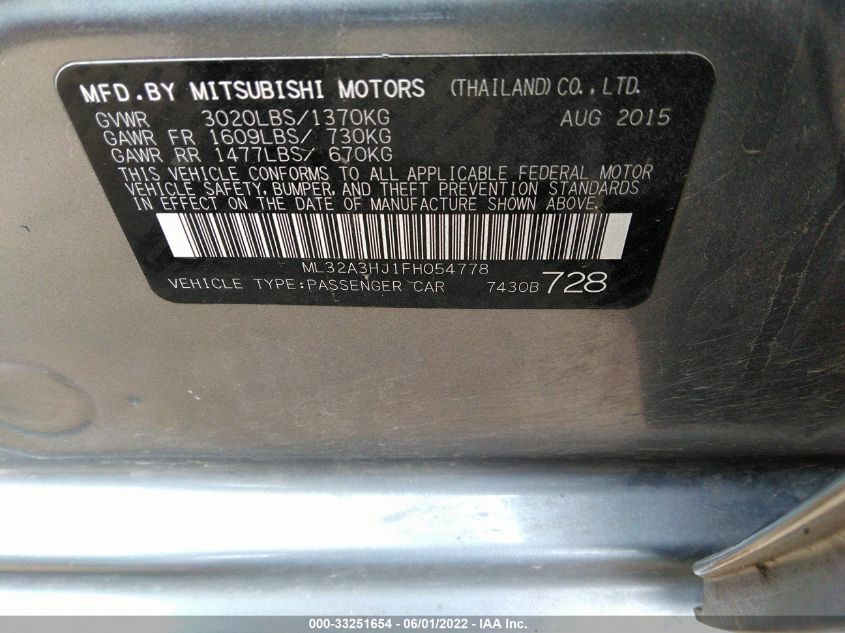 MFD.BY MITSUBISHI MOTORS (THAILAND)CO.,LTD.
GVWR 3020LBS/1370KG AUG 2015
GAWR FR 1609LBS/ 730KG
GAWR RR 1477LBS/ 670KG
THIS VEHICLE CONFORMS TO ALL APPLICABLE FEDERAL MOTOR
VEHICLE SAFETY, BUMPER, AND THEFT PREVENTION STANDARDS
IN EFFECT ON THE DATE OF MANUFACTURE SHOWN ABOVE.
ML32A3HJ1FH054778
VEHICLE TYPE:PASSENGER CAR 7430B 728
000-33251654 - 06/01/2022 - IAA Inc.